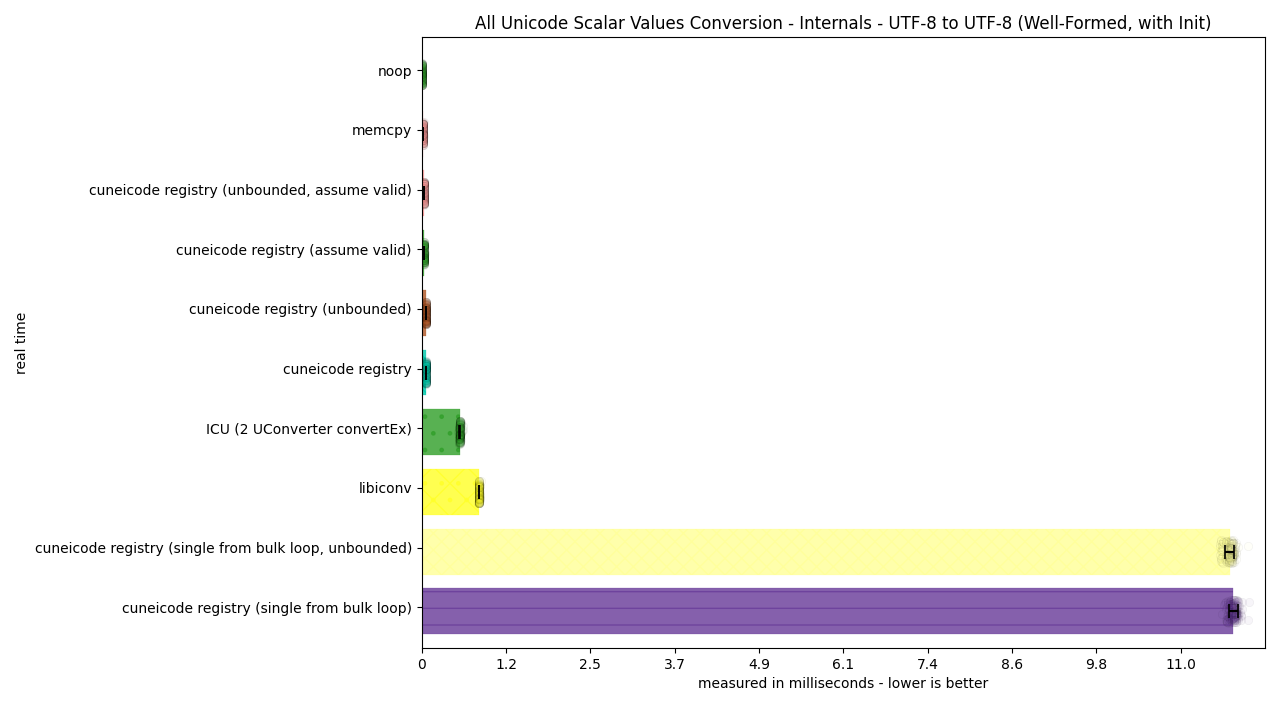 All Unicode Scalar Values Conversion - Internals - UTF-8 to UTF-8 (Well-Formed, with Init)
real time
noop
memcpy
cuneicode registry (unbounded, assume valid)
cuneicode registry (assume valid)
cuneicode registry (unbounded)
cuneicode registry
ICU (2 UConverter convertEx)
libiconv
cuneicode registry (single from bulk loop, unbounded)
cuneicode registry (single from bulk loop)
0 1.2 2.5 3.7 4.9 6.1 7.4 8.6 9.8 11.0
measured in milliseconds - lower is better